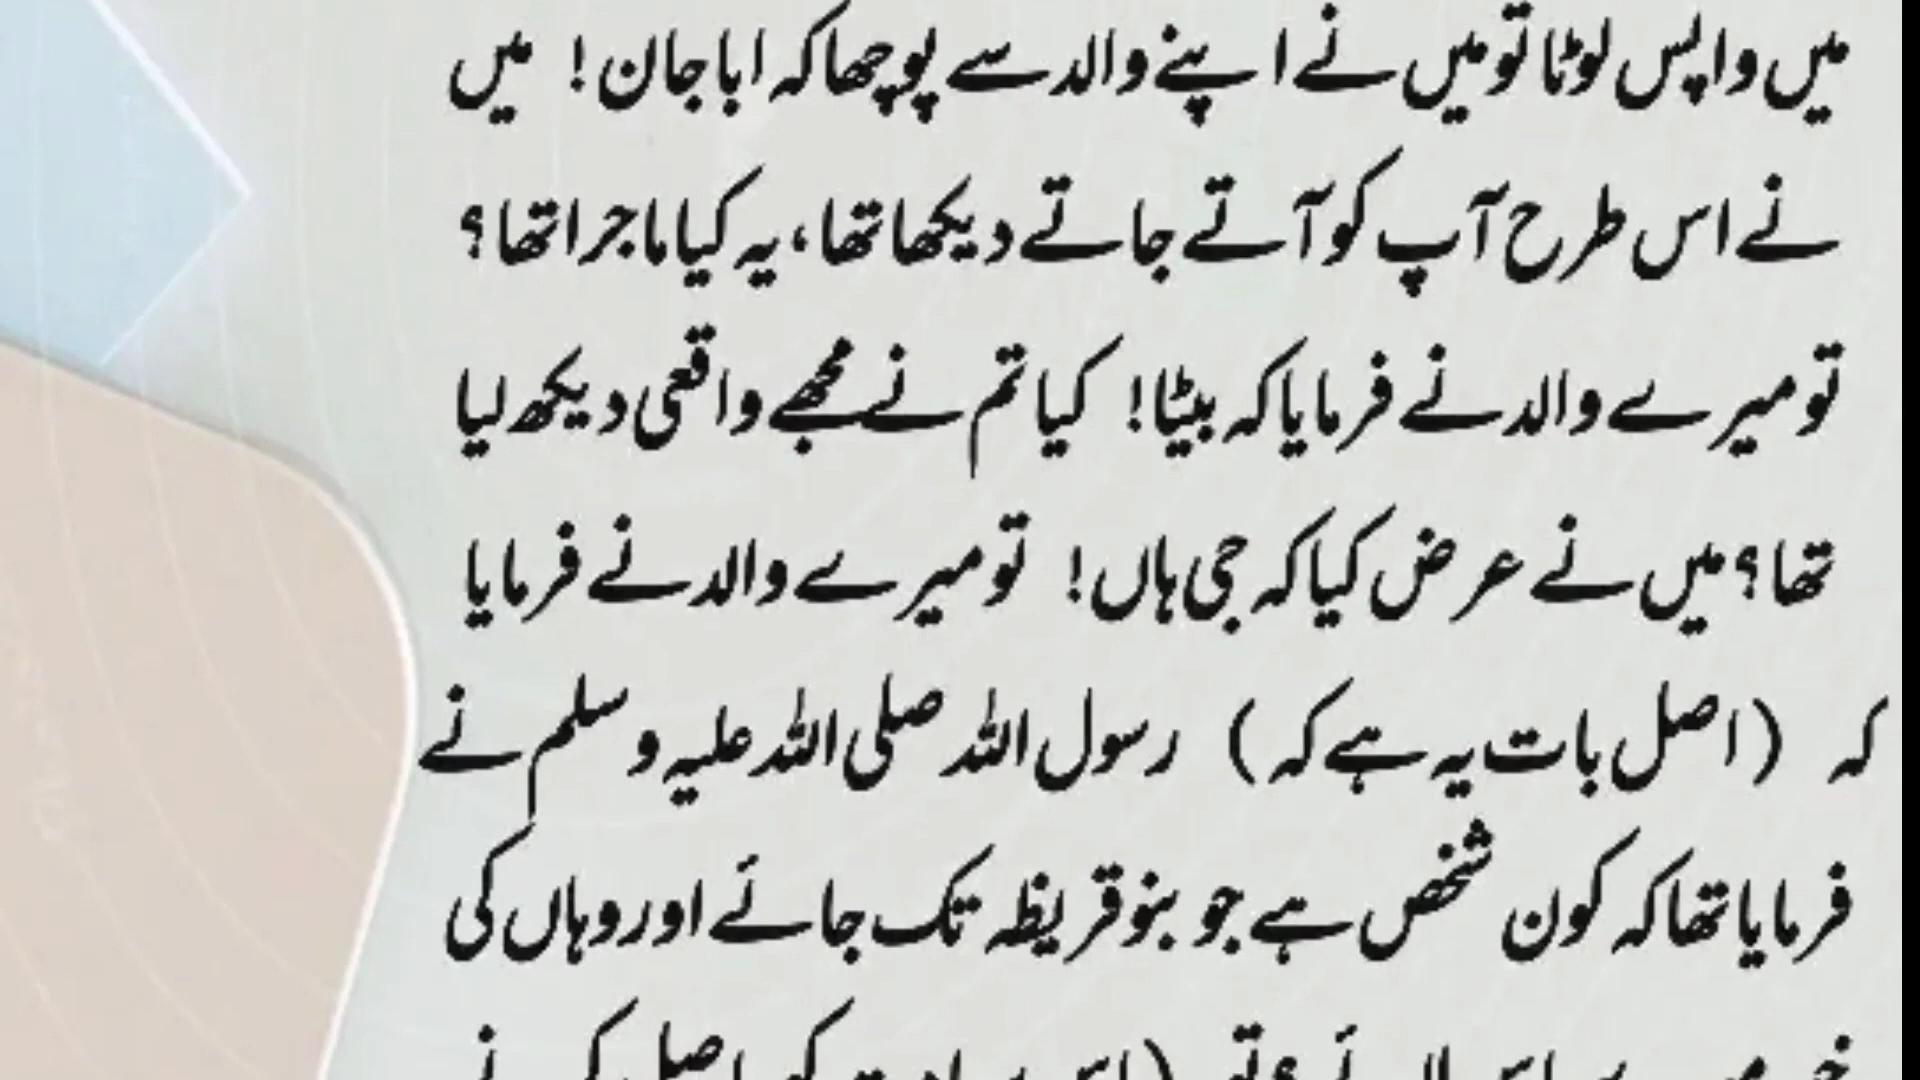 میں واپس لوٹا تو میں نے اپنے والد سے پوچھا کہ ابا جان! میں
نے اس طرح آپ کو آتے جاتے دیکھا تھا، یہ کیا ماجرا تھا؟
تو میرے والد نے فرمایا کہ بیٹا! کیا تم نے مجھے واقعی دیکھ لیا
تھا؟ میں نے عرض کیا کہ جی ہاں! تو میرے والد نے فرمایا
کہ (اصل بات یہ ہے کہ) رسول اللہ صلی اللہ علیہ وسلم نے
فرمایا تھا کہ کون شخص ہے جو بنو قریظہ تک جائے اور وہاں کی